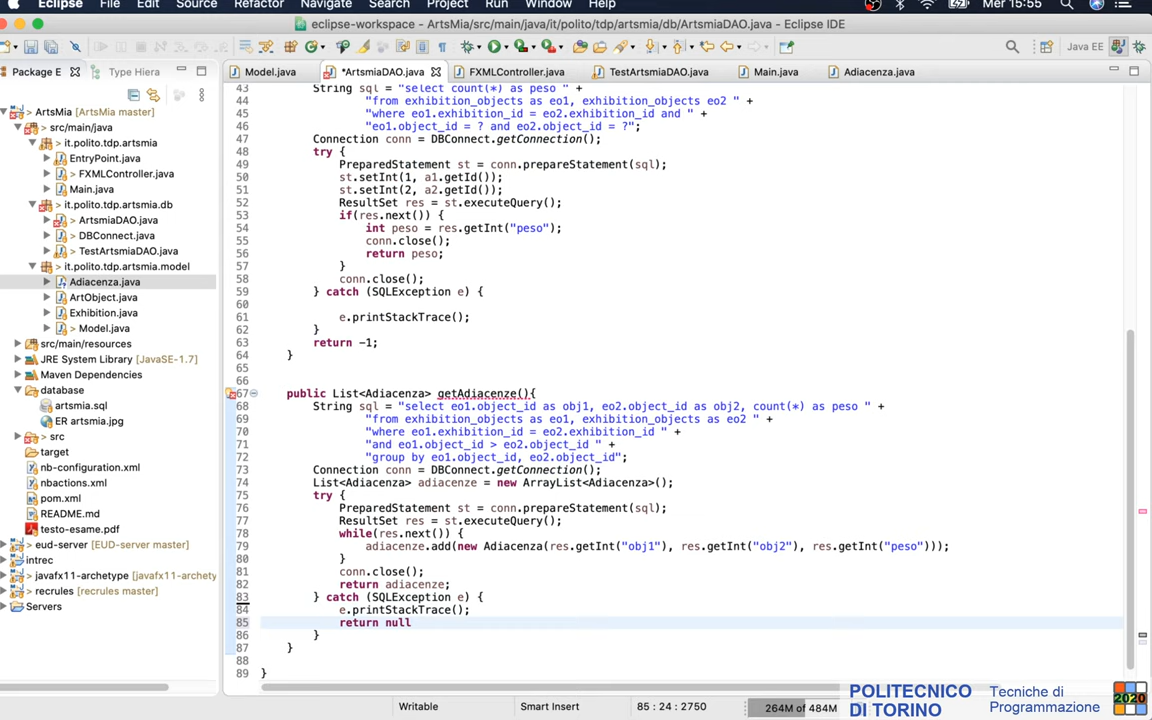 Eclipse File Edit Source Refactor Navigate Search Project Run Window Help Mer 15:55
eclipse-workspace - ArtsMia/src/main/java/it/polito/tdp/artsmia/db/ArtsmiaDAO.java - Eclipse IDE
Java EE
Package E Type Hiera
Model.java *ArtsmiaDAO.java FXMLController.java TestArtsmiaDAO.java Main.java Adiacenza.java
ArtsMia [ArtsMia master]
src/main/java
it.polito.tdp.artsmia
EntryPoint.java
> FXMLController.java
Main.java
it.polito.tdp.artsmia.db
ArtsmiaDAO.java
DBConnect.java
TestArtsmiaDAO.java
it.polito.tdp.artsmia.model
Adiacenza.java
ArtObject.java
Exhibition.java
> Model.java
src/main/resources
JRE System Library [JavaSE-1.7]
Maven Dependencies
database
artsmia.sql
ER artsmia.jpg
src
target
nb-configuration.xml
nbactions.xml
pom.xml
README.md
testo-esame.pdf
> eud-server [EUD-server master]
intrec
> javafx11-archetype [javafx11-archety
> recrules [recrules master]
Servers
43 String sql = "select count(*) as peso " +
44 "from exhibition_objects as eo1, exhibition_objects eo2 " +
45 "where eo1.exhibition_id = eo2.exhibition_id and " +
46 "eo1.object_id = ? and eo2.object_id = ?";
47 Connection conn = DBConnect.getConnection();
48 try {
49 PreparedStatement st = conn.prepareStatement(sql);
50 st.setInt(1, a1.getId());
51 st.setInt(2, a2.getId());
52 ResultSet res = st.executeQuery();
53 if(res.next()) {
54 int peso = res.getInt("peso");
55 conn.close();
56 return peso;
57 }
58 conn.close();
59 } catch (SQLException e) {
60
61 e.printStackTrace();
62 }
63 return -1;
64 }
65
66
67 public List<Adiacenza> getAdiacenze(){
68 String sql = "select eo1.object_id as obj1, eo2.object_id as obj2, count(*) as peso " +
69 "from exhibition_objects as eo1, exhibition_objects as eo2 " +
70 "where eo1.exhibition_id = eo2.exhibition_id " +
71 "and eo1.object_id > eo2.object_id " +
72 "group by eo1.object_id, eo2.object_id";
73 Connection conn = DBConnect.getConnection();
74 List<Adiacenza> adiacenze = new ArrayList<Adiacenza>();
75 try {
76 PreparedStatement st = conn.prepareStatement(sql);
77 ResultSet res = st.executeQuery();
78 while(res.next()) {
79 adiacenze.add(new Adiacenza(res.getInt("obj1"), res.getInt("obj2"), res.getInt("peso")));
80 }
81 conn.close();
82 return adiacenze;
83 } catch (SQLException e) {
84 e.printStackTrace();
85 return null
86 }
87 }
88
89 }
Writable Smart Insert 85 : 24 : 2750 264M of 484M
POLITECNICO DI TORINO
Tecniche di Programmazione
2020